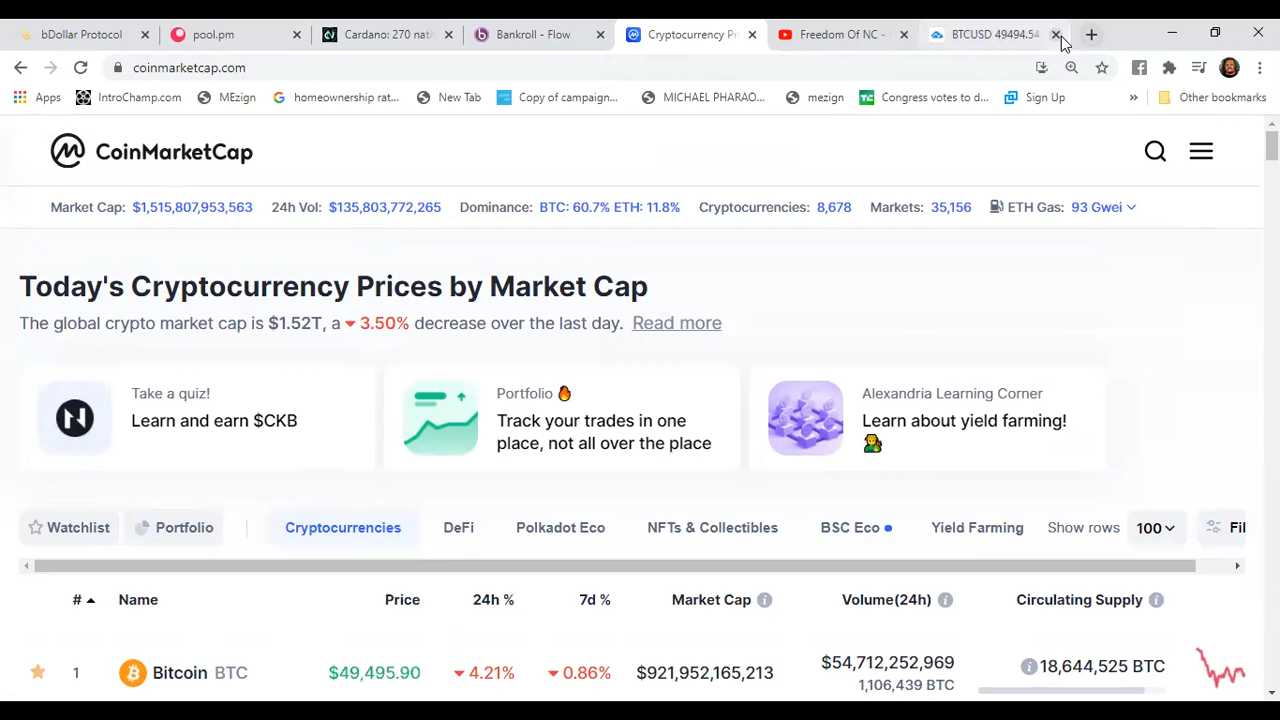 bDollar Protocol
pool.pm
Cardano: 270 nati
Bankroll - Flow
Cryptocurrency Pr
Freedom Of NC -
BTCUSD 49494.54
coinmarketcap.com
Apps
IntroChamp.com
MEzign
homeownership rat...
New Tab
Copy of campaign...
MICHAEL PHARAO...
mezign
Congress votes to d...
Sign Up
»
Other bookmarks
CoinMarketCap
Market Cap: $1,515,807,953,563 24h Vol: $135,803,772,265 Dominance: BTC: 60.7% ETH: 11.8% Cryptocurrencies: 8,678 Markets: 35,156 ETH Gas: 93 Gwei
Today's Cryptocurrency Prices by Market Cap
The global crypto market cap is $1.52T, a 3.50% decrease over the last day. Read more
Take a quiz!
Learn and earn $CKB
Portfolio
Track your trades in one
place, not all over the place
Alexandria Learning Corner
Learn about yield farming!
Watchlist Portfolio Cryptocurrencies DeFi Polkadot Eco NFTs & Collectibles BSC Eco Yield Farming Show rows 100 Fil
# Name Price 24h % 7d % Market Cap Volume(24h) Circulating Supply
1 Bitcoin BTC $49,495.90 4.21% 0.86% $921,952,165,213 $54,712,252,969 18,644,525 BTC
1,106,439 BTC